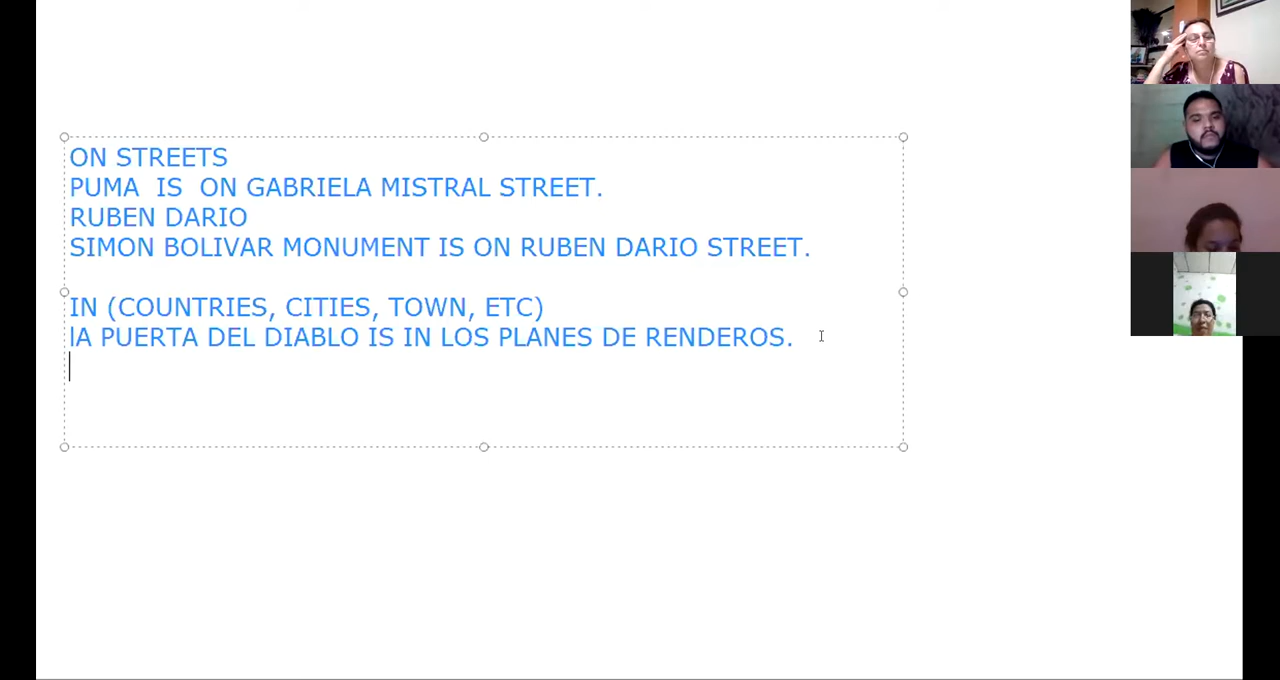 ON STREETS
PUMA  IS  ON GABRIELA MISTRAL STREET.
RUBEN DARIO
SIMON BOLIVAR MONUMENT IS ON RUBEN DARIO STREET.
IN (COUNTRIES, CITIES, TOWN, ETC)
lA PUERTA DEL DIABLO IS IN LOS PLANES DE RENDEROS.